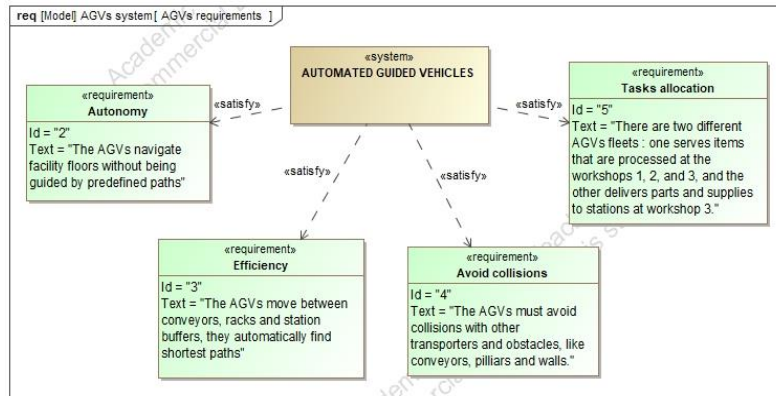 req [Model] AGVs system[ AGVs requirements ]
«system»
AUTOMATED GUIDED VEHICLES
«requirement»
Autonomy
Id = "2"
Text = "The AGVs navigate
facility floors without being
guided by predefined paths"
«satisfy»
«satisfy»
«satisfy»
«satisfy»
«requirement»
Tasks allocation
Id = "5"
Text = "There are two different
AGVs fleets : one serves items
that are processed at the
workshops 1, 2, and 3, and the
other delivers parts and supplies
to stations at workshop 3."
«requirement»
Efficiency
Id = "3"
Text = "The AGVs move between
conveyors, racks and station
buffers, they automatically find
shortest paths"
«requirement»
Avoid collisions
Id = "4"
Text = "The AGVs must avoid
collisions with other
transporters and obstacles, like
conveyors, pilliars and walls."